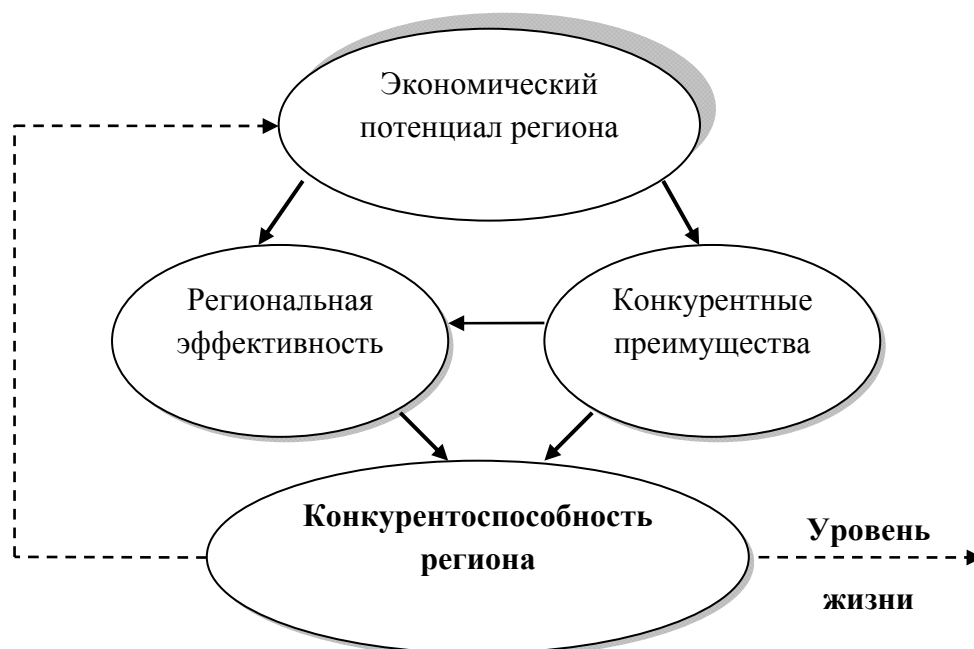 Экономический
потенциал региона
Региональная
эффективность
Конкурентные
преимущества
Конкурентоспособность
региона
Уровень
жизни